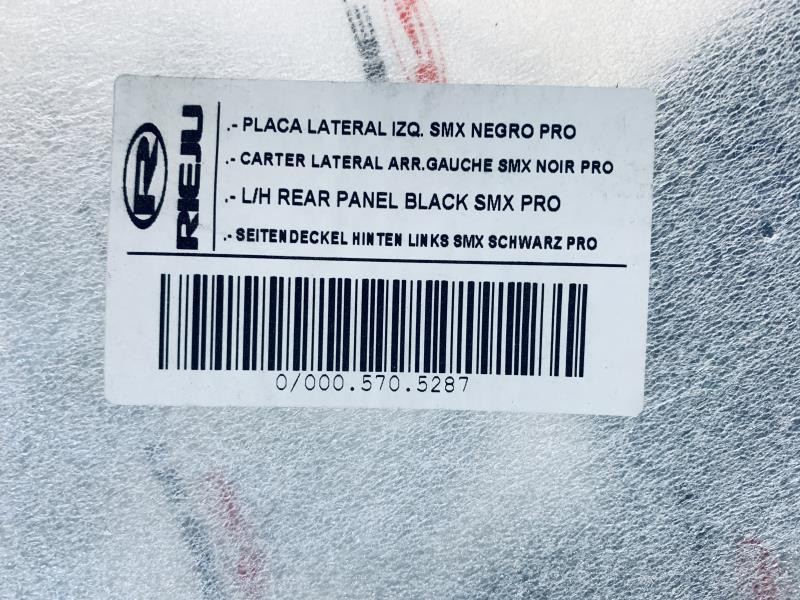 R
RIEJU
.- PLACA LATERAL IZQ. SMX NEGRO PRO
.- CARTER LATERAL ARR.GAUCHE SMX NOIR PRO
.- L/H REAR PANEL BLACK SMX PRO
.- SEITENDECKEL HINTEN LINKS SMX SCHWARZ PRO
0/000.570.5287